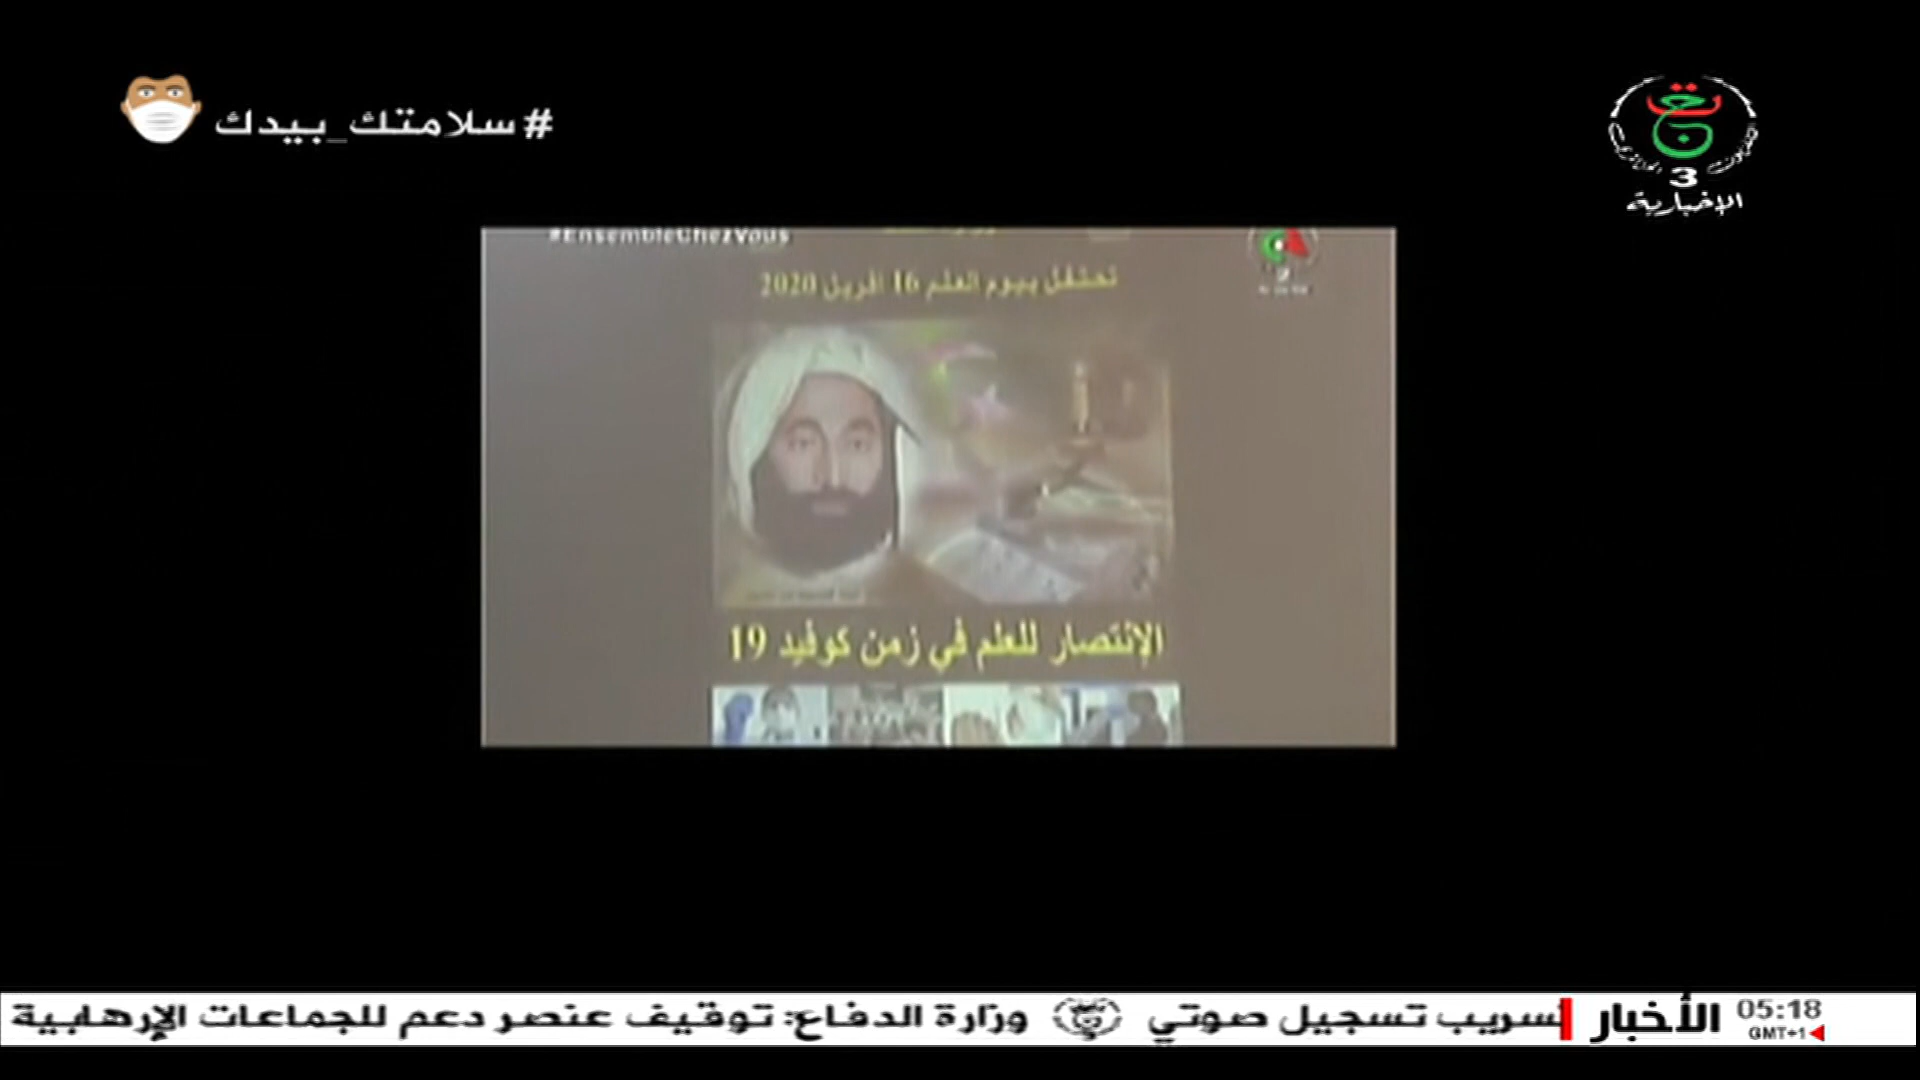 #سلامتك_بيدك
3
الإخبارية
#EnsembleChezVous
تحتفل بيوم العلم 16 افريل 2020
الإنتصار للعلم في زمن كوفيد 19
05:18
GMT+1
الأخبار
تسريب تسجيل صوتي
وزارة الدفاع: توقيف عنصر دعم للجماعات الإرهابية